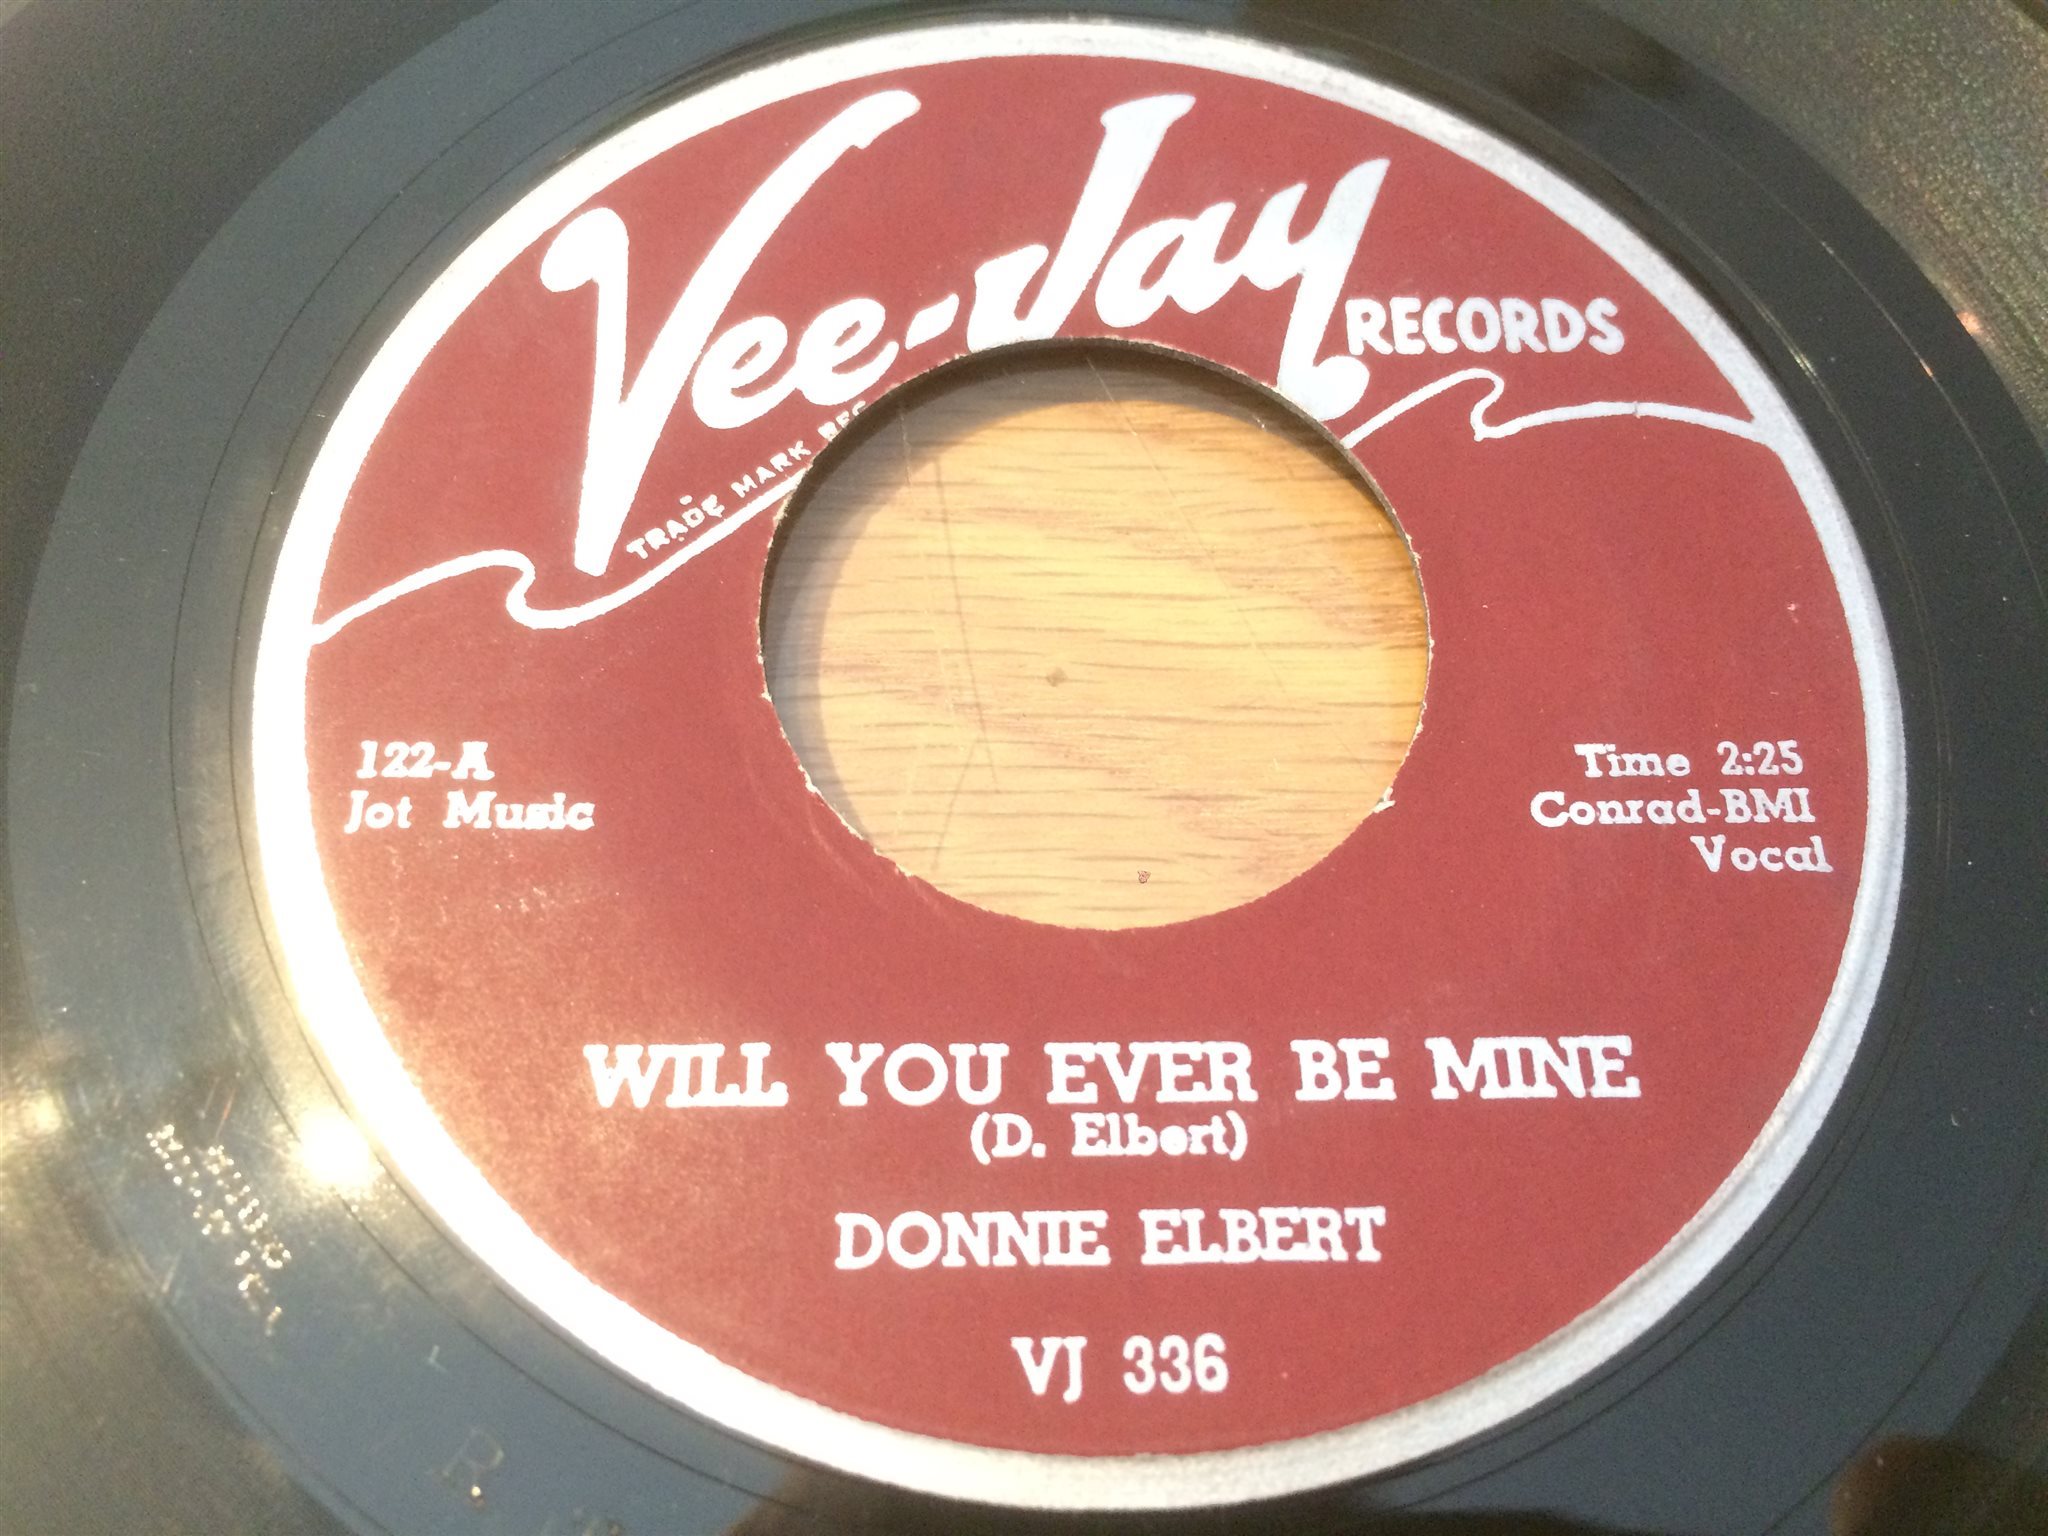 Vee-Jay
RECORDS
TRADE MARK REG
122-A
Jot Music
Time 2:25
Conrad-BMI
Vocal
WILL YOU EVER BE MINE
(D. Elbert)
DONNIE ELBERT
VJ 336